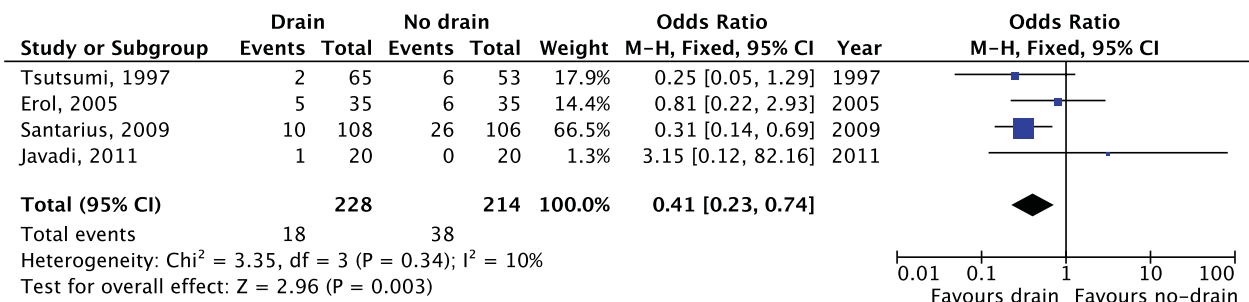 Drain No drain Odds Ratio Odds Ratio
Study or Subgroup Events Total Events Total Weight M-H, Fixed, 95% CI Year M-H, Fixed, 95% CI
Tsutsumi, 1997 2 65 6 53 17.9% 0.25 [0.05, 1.29] 1997
Erol, 2005 5 35 6 35 14.4% 0.81 [0.22, 2.93] 2005
Santarius, 2009 10 108 26 106 66.5% 0.31 [0.14, 0.69] 2009
Javadi, 2011 1 20 0 20 1.3% 3.15 [0.12, 82.16] 2011
Total (95% CI) 228 214 100.0% 0.41 [0.23, 0.74]
Total events 18 38
Heterogeneity: Chi² = 3.35, df = 3 (P = 0.34); I² = 10%
Test for overall effect: Z = 2.96 (P = 0.003)
0.01 0.1 1 10 100
Favours drain Favours no-drain